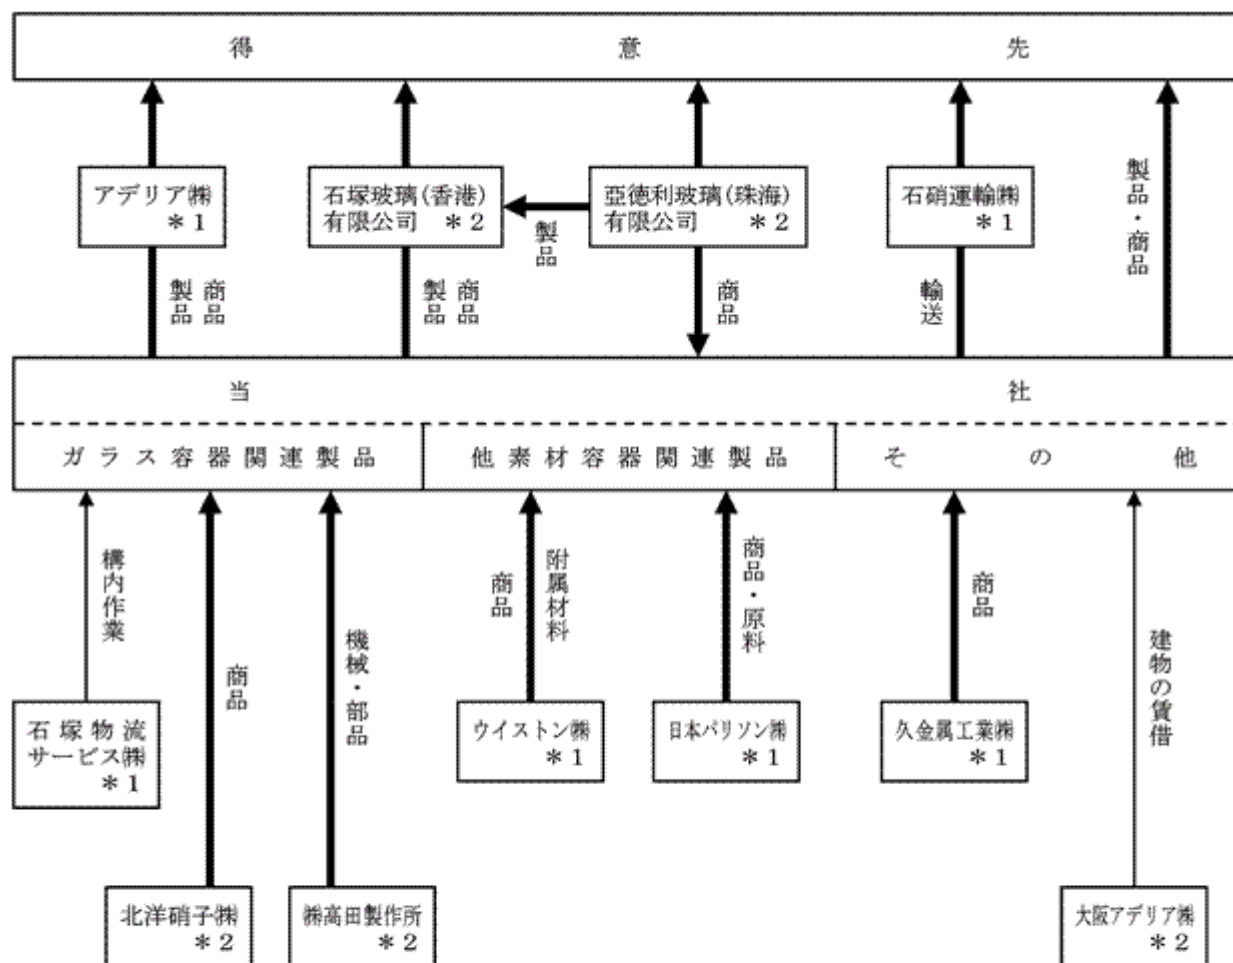 得意先
アデリア㈱
＊1
石塚玻璃(香港)
有限公司 ＊2
亞徳利玻璃(珠海)
有限公司 ＊2
石硝運輸㈱
＊1
製品
製品・商品
商品
製品
商品
製品
商品
輸送
当社
ガラス容器関連製品
他素材容器関連製品
その他
構内作業
商品
機械・部品
附属材料
商品
商品・原料
商品
建物の賃借
石塚物流
サービス㈱
＊1
ウイストン㈱
＊1
日本パリソン㈱
＊1
久金属工業㈱
＊1
北洋硝子㈱
＊2
㈱高田製作所
＊2
大阪アデリア㈱
＊2